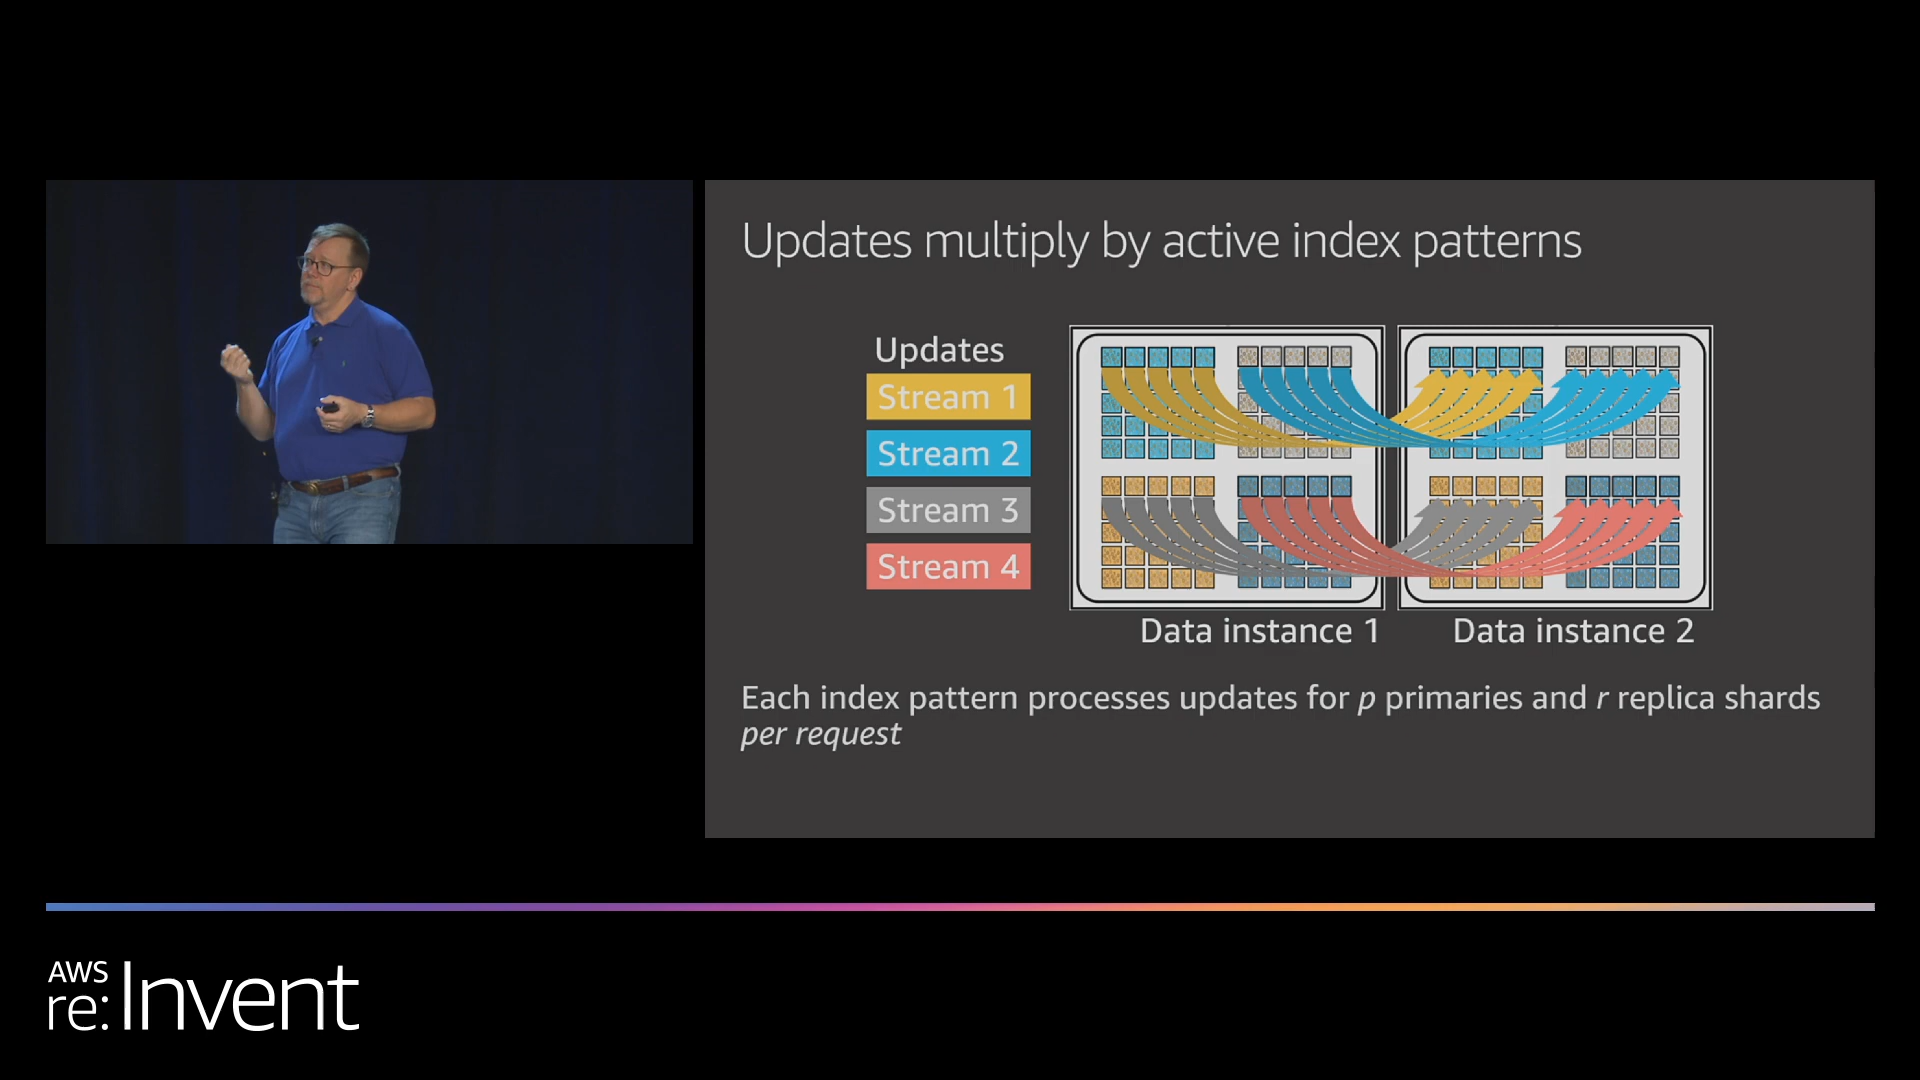 Updates multiply by active index patterns
Updates
Stream 1
Stream 2
Stream 3
Stream 4
Data instance 1
Data instance 2
Each index pattern processes updates for p primaries and r replica shards
per request
AWS
re:Invent